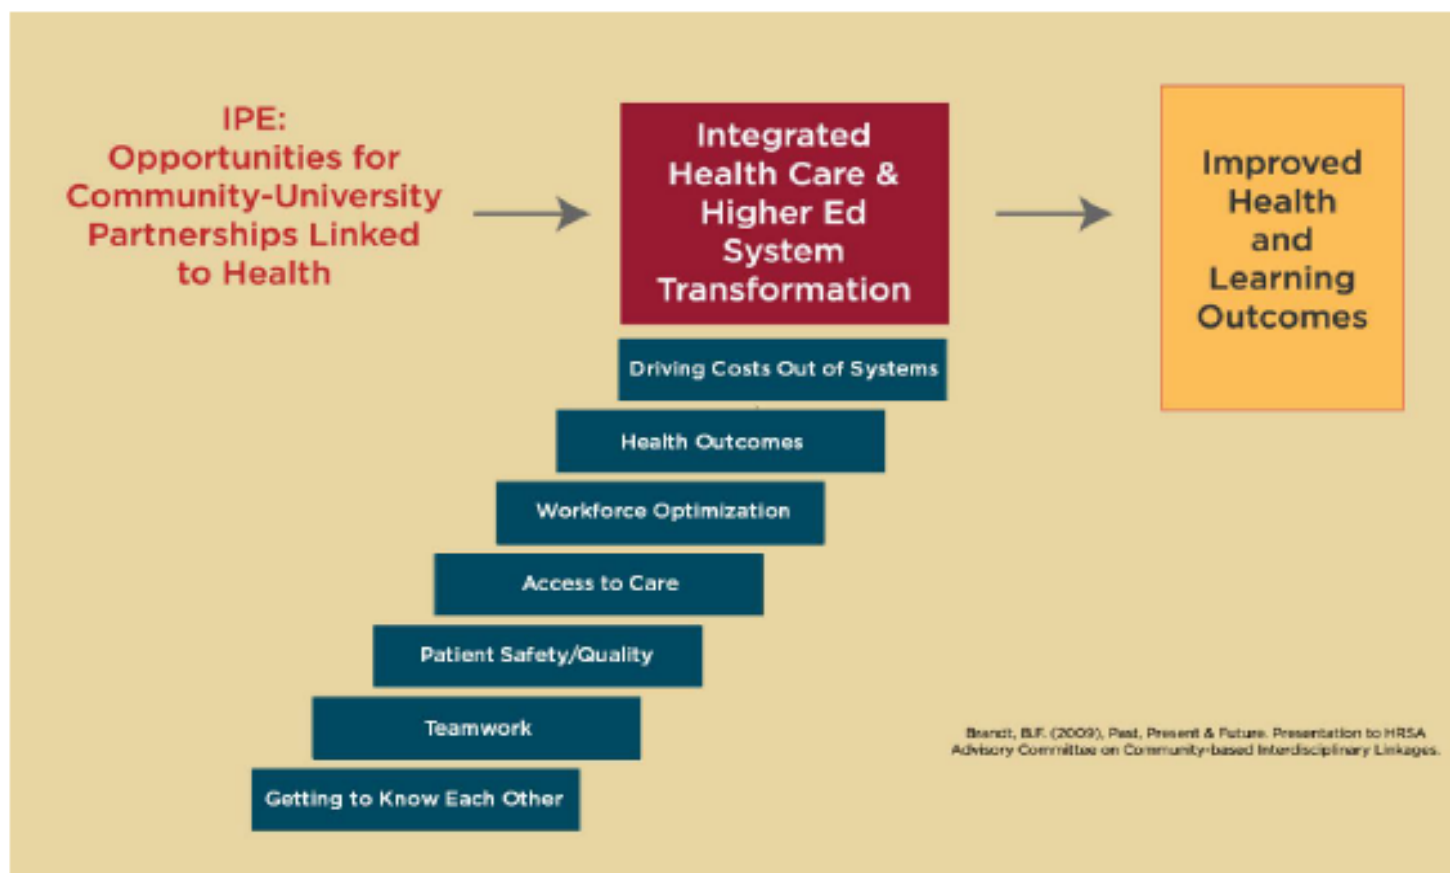 IPE:
Opportunities for
Community-University
Partnerships Linked
to Health
Integrated
Health Care &
Higher Ed
System
Transformation
Improved
Health
and
Learning
Outcomes
Driving Costs Out of Systems
Health Outcomes
Workforce Optimization
Access to Care
Patient Safety/Quality
Teamwork
Getting to Know Each Other
Brandt, B.F. (2009), Past, Present & Future. Presentation to HRSA
Advisory Committee on Community-based Interdisciplinary Linkages.